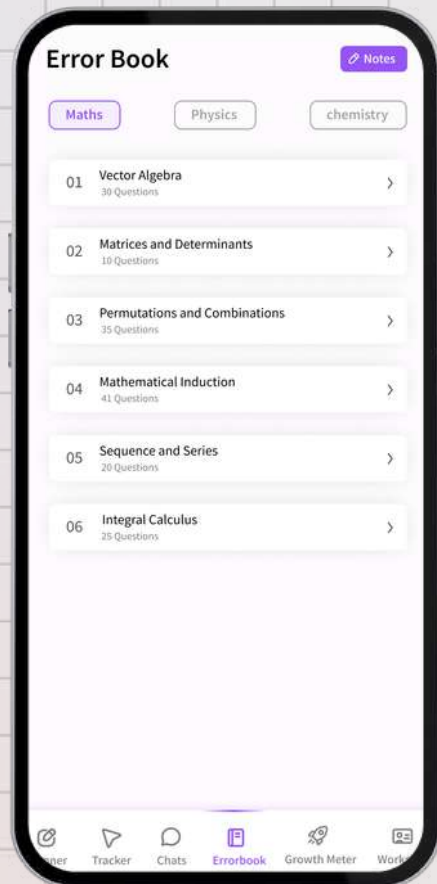 Error Book
Notes
Maths
Physics
chemistry
01
Vector Algebra
30 Questions
02
Matrices and Determinants
10 Questions
03
Permutations and Combinations
35 Questions
04
Mathematical Induction
41 Questions
05
Sequence and Series
20 Questions
06
Integral Calculus
25 Questions
Tracker
Chats
Errorbook
Growth Meter